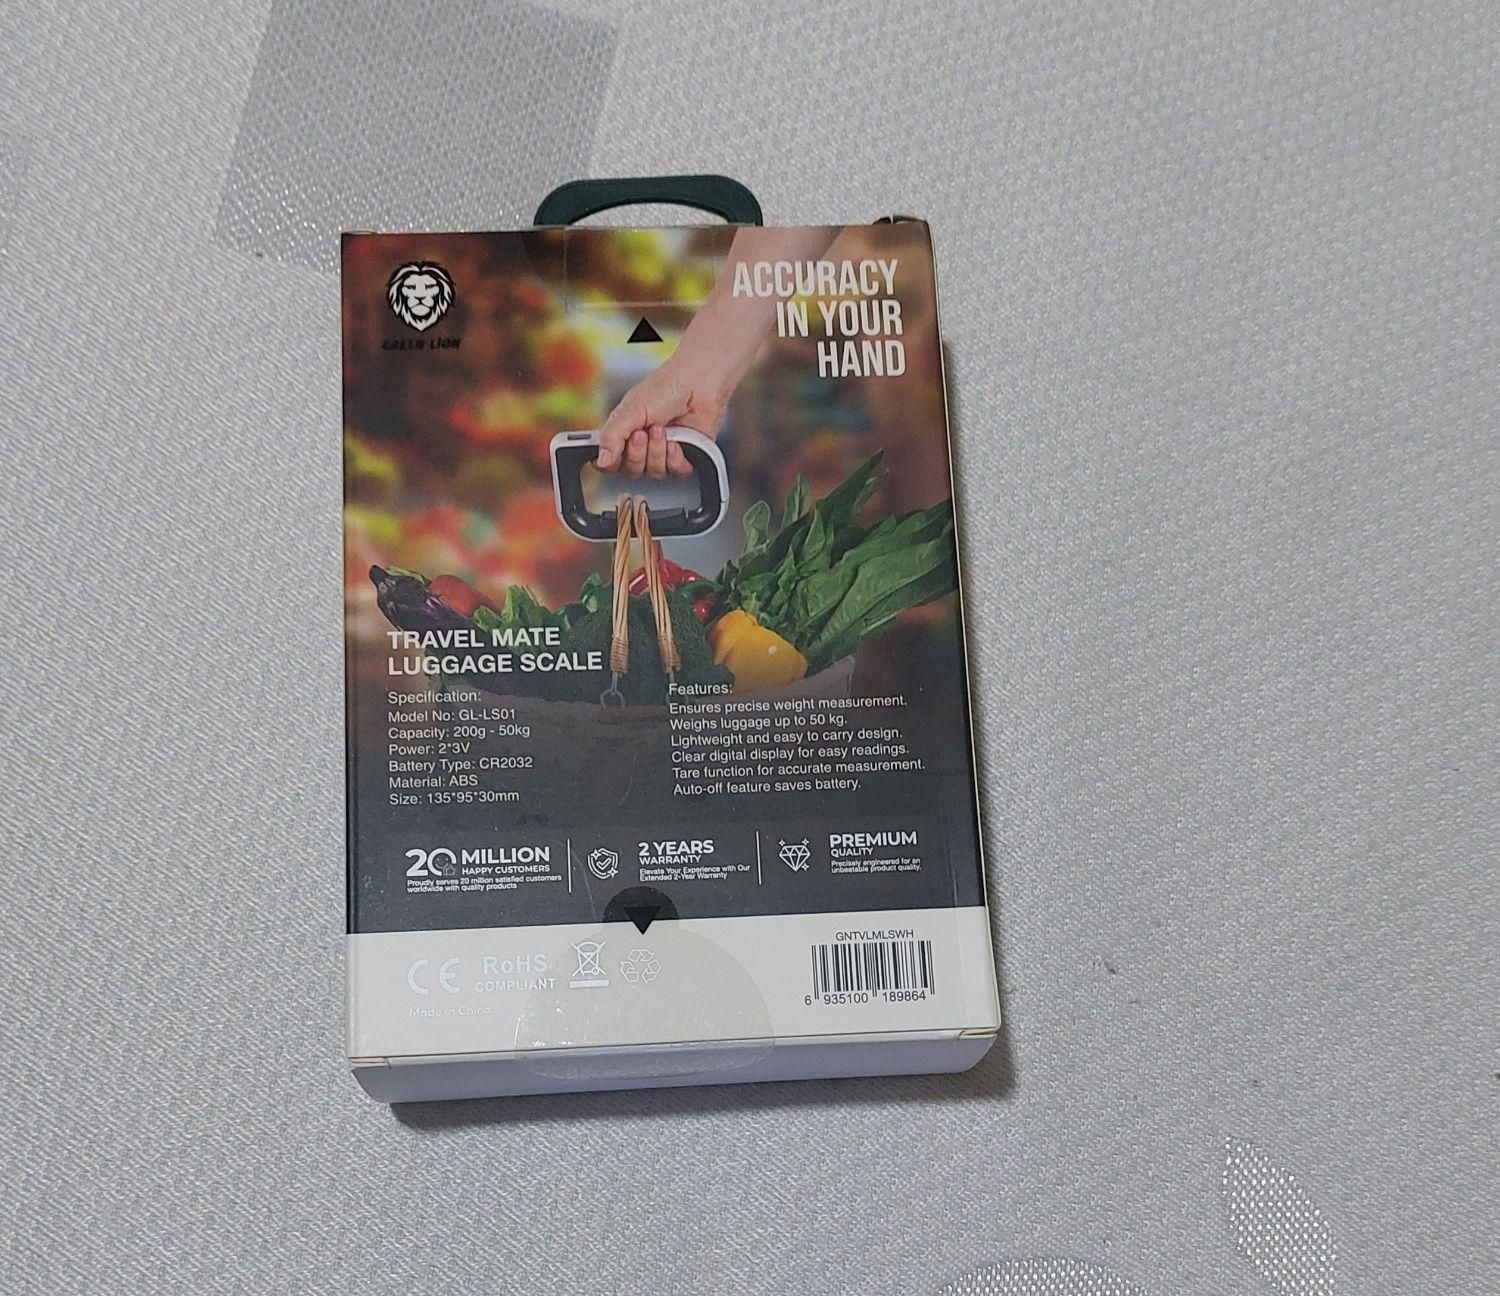 GREEN LION
ACCURACY
IN YOUR
HAND
TRAVEL MATE
LUGGAGE SCALE
Specification:
Model No: GL-LS01
Capacity: 200g - 50kg
Power: 2*3V
Battery Type: CR2032
Material: ABS
Size: 135*95*30mm
Features:
Ensures precise weight measurement.
Weighs luggage up to 50 kg.
Lightweight and easy to carry design.
Clear digital display for easy readings.
Tare function for accurate measurement.
Auto-off feature saves battery.
20 MILLION
HAPPY CUSTOMERS
Proudly serves 20 million satisfied customers
worldwide with quality products
2 YEARS
WARRANTY
Elevate Your Experience with Our
Extended 2-Year Warranty
PREMIUM
QUALITY
Precisely engineered for an
unbeatable product quality.
CE
RoHS
COMPLIANT
Made in China
GNTVLMLSWH
6 935100 189864